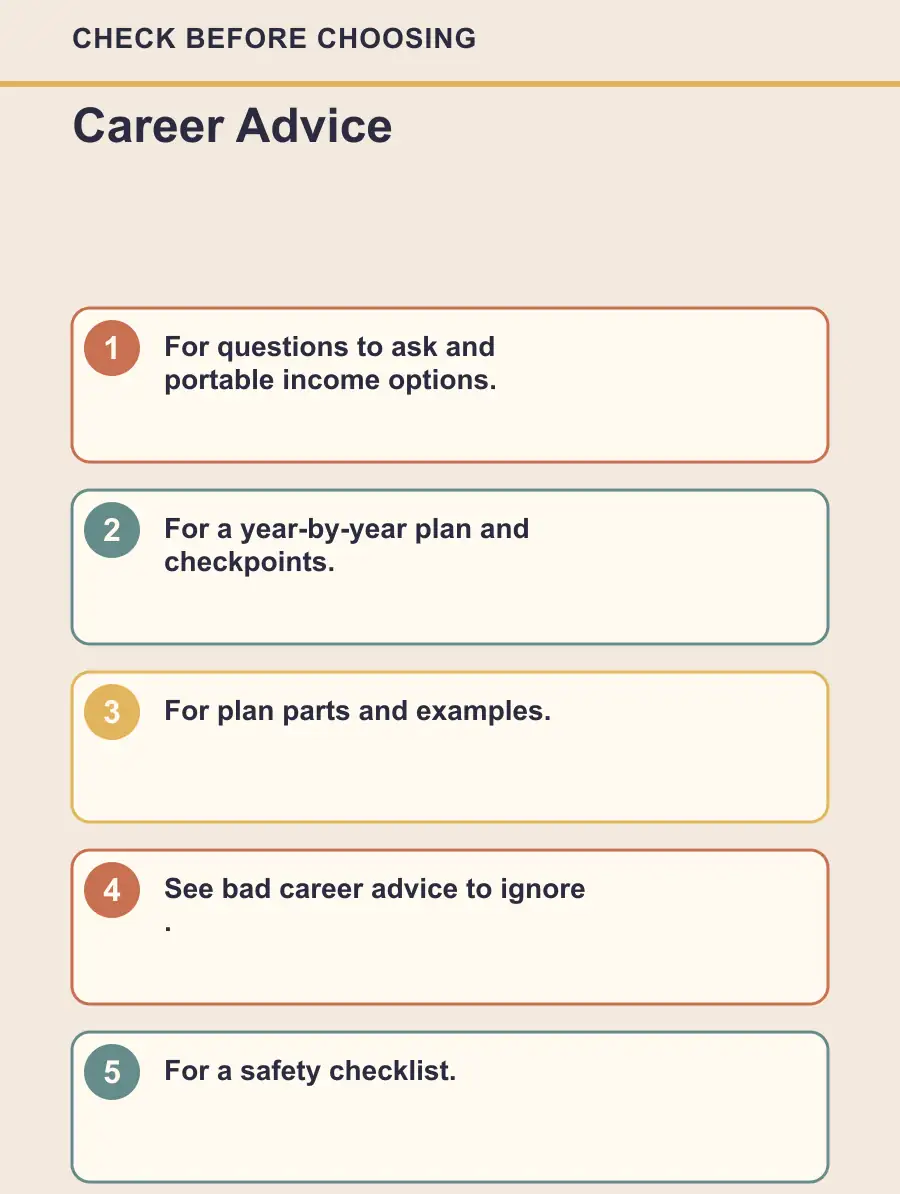 CHECK BEFORE CHOOSING
Career Advice
1
For questions to ask and
portable income options.
2
For a year-by-year plan and
checkpoints.
3
For plan parts and examples.
4
See bad career advice to ignore
.
5
For a safety checklist.